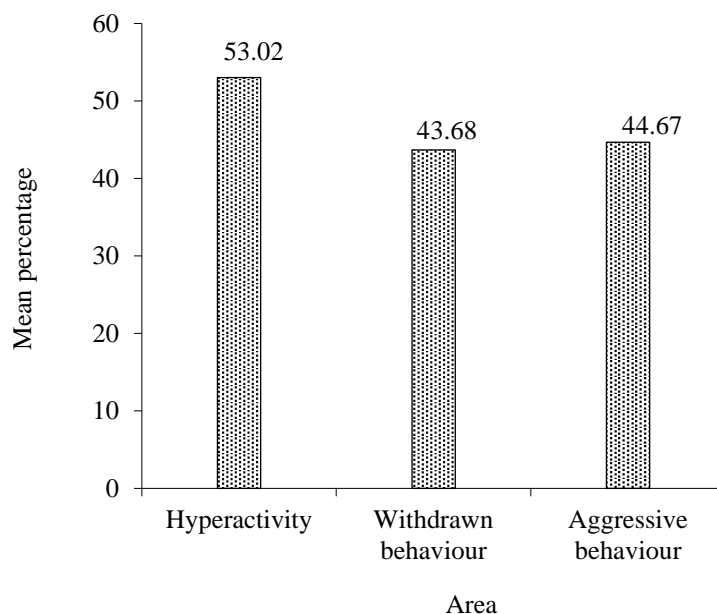 60
50
40
30
20
10
0
Mean percentage
53.02
43.68
44.67
Hyperactivity
Withdrawn
behaviour
Aggressive
behaviour
Area